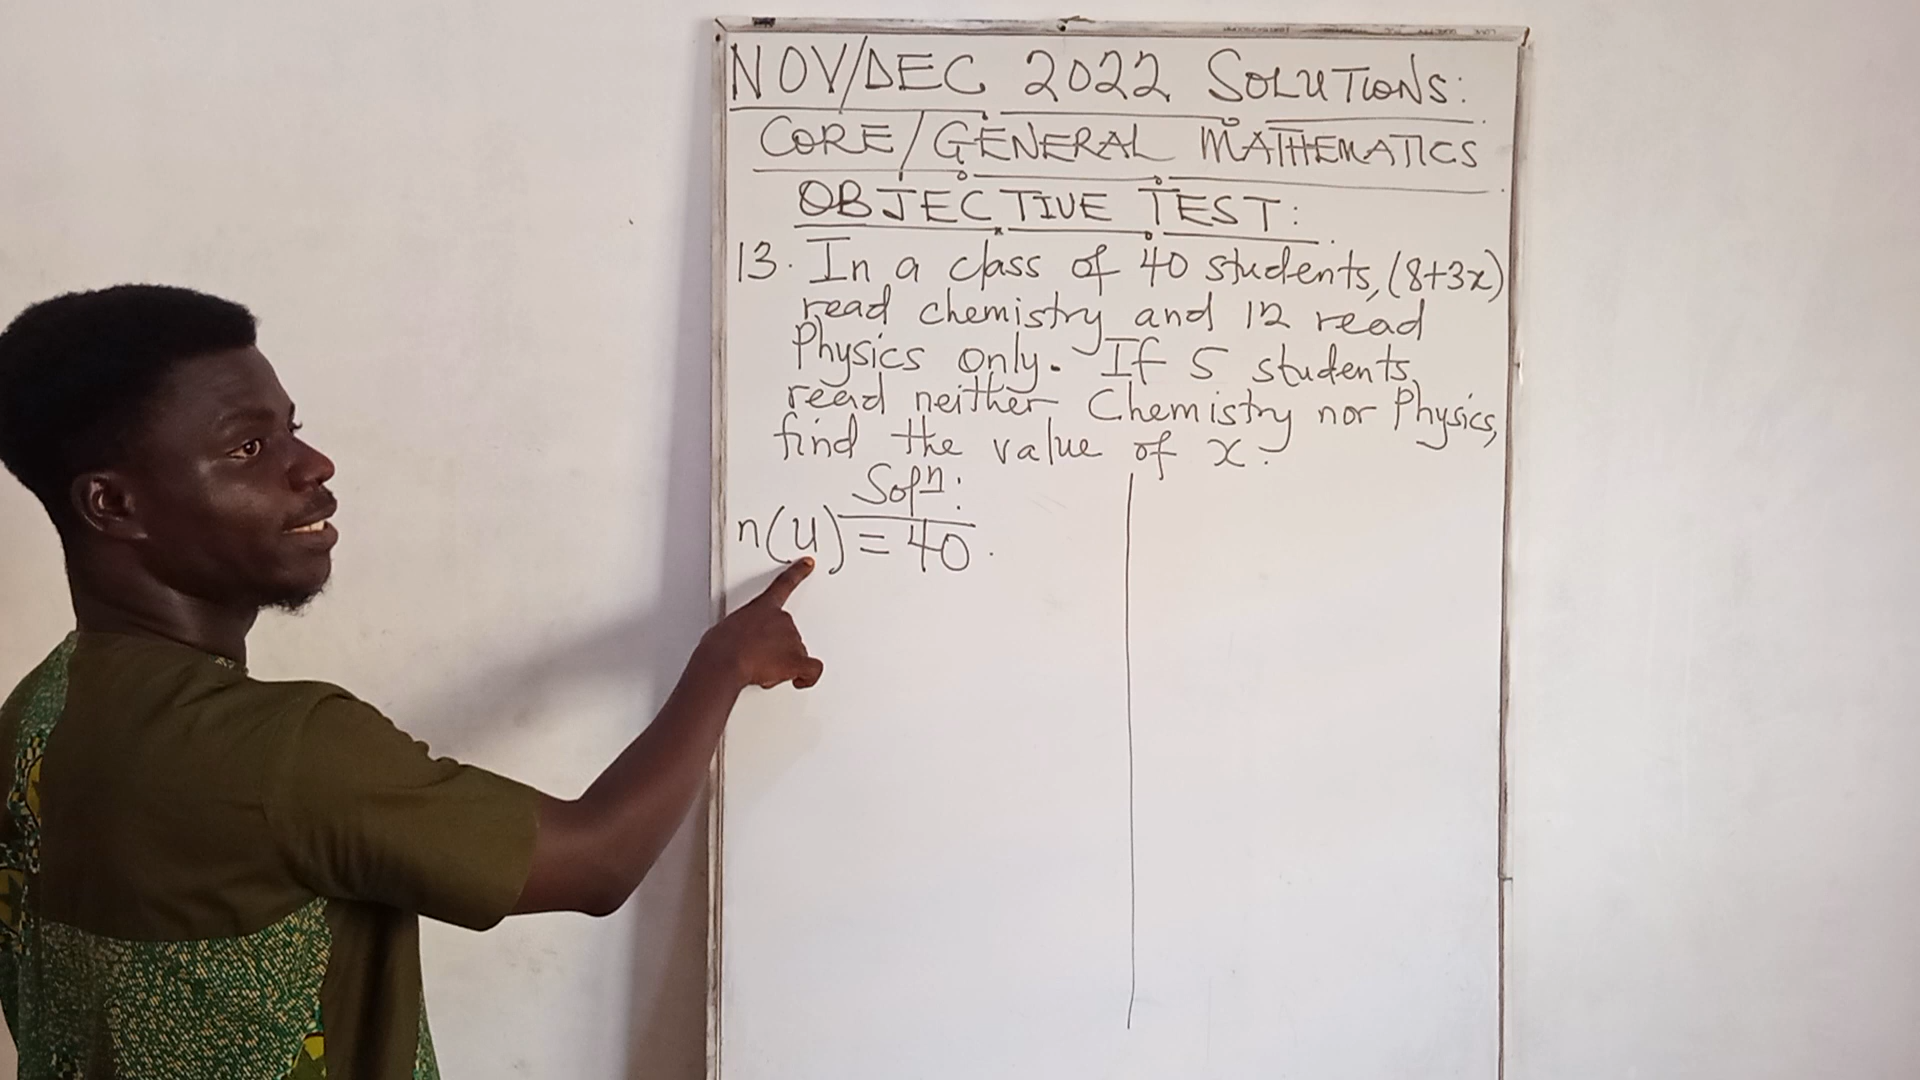 NOV/DEC 2022 SOLUTIONS:
CORE/GENERAL MATHEMATICS
OBJECTIVE TEST:
13. In a class of 40 students, (8+3x)
read chemistry and 12 read
Physics only. If 5 students
read neither Chemistry nor Physics,
find the value of x.
Solⁿ:
n(U) = 40.